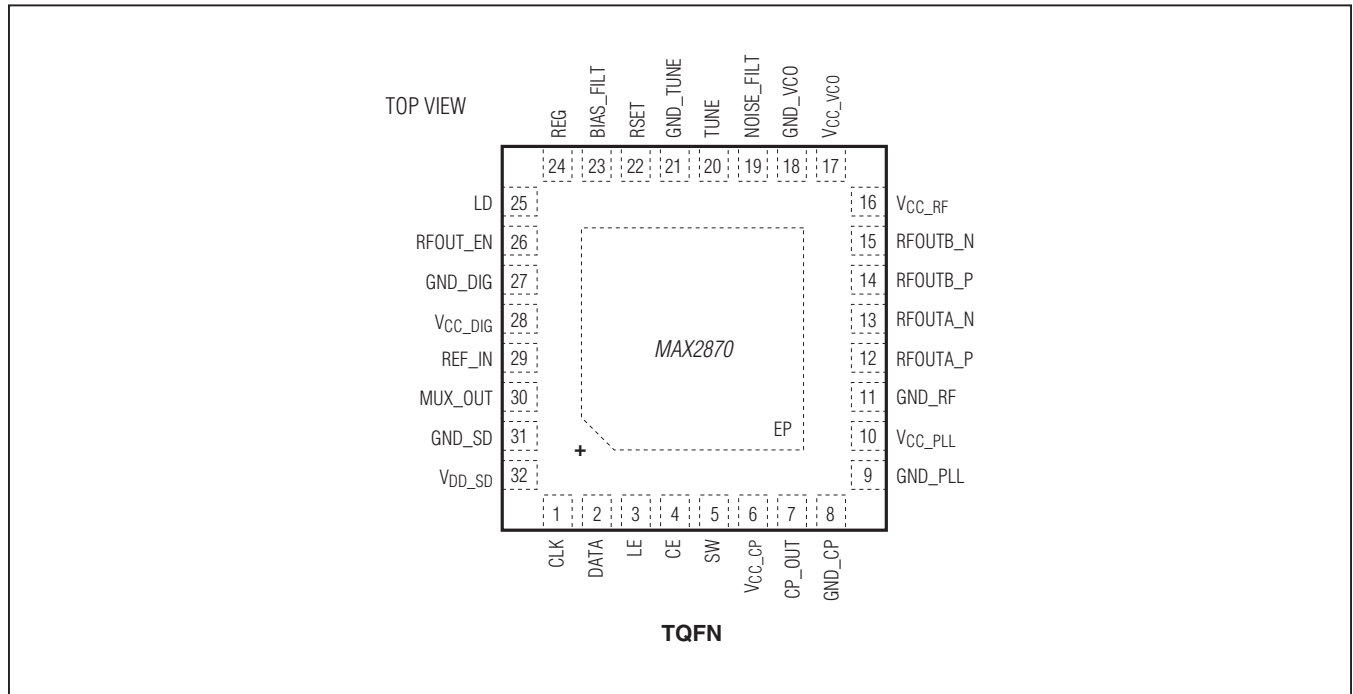 TOP VIEW
REG
BIAS_FILT
RSET
GND_TUNE
TUNE
NOISE_FILT
GND_VCO
VCC_VCO
24 23 22 21 20 19 18 17
LD 25
RFOUT_EN 26
GND_DIG 27
VCC_DIG 28
REF_IN 29
MUX_OUT 30
GND_SD 31
VDD_SD 32
MAX2870
EP
+
16 VCC_RF
15 RFOUTB_N
14 RFOUTB_P
13 RFOUTA_N
12 RFOUTA_P
11 GND_RF
10 VCC_PLL
9 GND_PLL
1 2 3 4 5 6 7 8
CLK
DATA
LE
CE
SW
VCC_CP
CP_OUT
GND_CP
TQFN